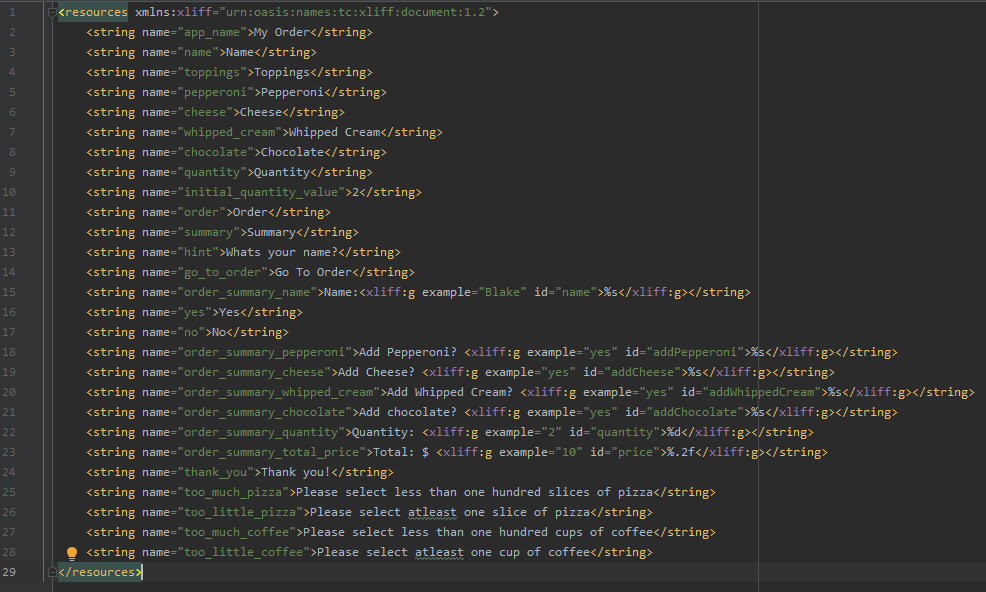 1 <resources xmlns:xliff="urn:oasis:names:tc:xliff:document:1.2">
2 <string name="app_name">My Order</string>
3 <string name="name">Name</string>
4 <string name="toppings">Toppings</string>
5 <string name="pepperoni">Pepperoni</string>
6 <string name="cheese">Cheese</string>
7 <string name="whipped_cream">Whipped Cream</string>
8 <string name="chocolate">Chocolate</string>
9 <string name="quantity">Quantity</string>
10 <string name="initial_quantity_value">2</string>
11 <string name="order">Order</string>
12 <string name="summary">Summary</string>
13 <string name="hint">Whats your name?</string>
14 <string name="go_to_order">Go To Order</string>
15 <string name="order_summary_name">Name:<xliff:g example="Blake" id="name">%s</xliff:g></string>
16 <string name="yes">Yes</string>
17 <string name="no">No</string>
18 <string name="order_summary_pepperoni">Add Pepperoni? <xliff:g example="yes" id="addPepperoni">%s</xliff:g></string>
19 <string name="order_summary_cheese">Add Cheese? <xliff:g example="yes" id="addCheese">%s</xliff:g></string>
20 <string name="order_summary_whipped_cream">Add Whipped Cream? <xliff:g example="yes" id="addWhippedCream">%s</xliff:g></string>
21 <string name="order_summary_chocolate">Add chocolate? <xliff:g example="yes" id="addChocolate">%s</xliff:g></string>
22 <string name="order_summary_quantity">Quantity: <xliff:g example="2" id="quantity">%d</xliff:g></string>
23 <string name="order_summary_total_price">Total: $ <xliff:g example="10" id="price">%.2f</xliff:g></string>
24 <string name="thank_you">Thank you!</string>
25 <string name="too_much_pizza">Please select less than one hundred slices of pizza</string>
26 <string name="too_little_pizza">Please select atleast one slice of pizza</string>
27 <string name="too_much_coffee">Please select less than one hundred cups of coffee</string>
28 <string name="too_little_coffee">Please select atleast one cup of coffee</string>
29 </resources>